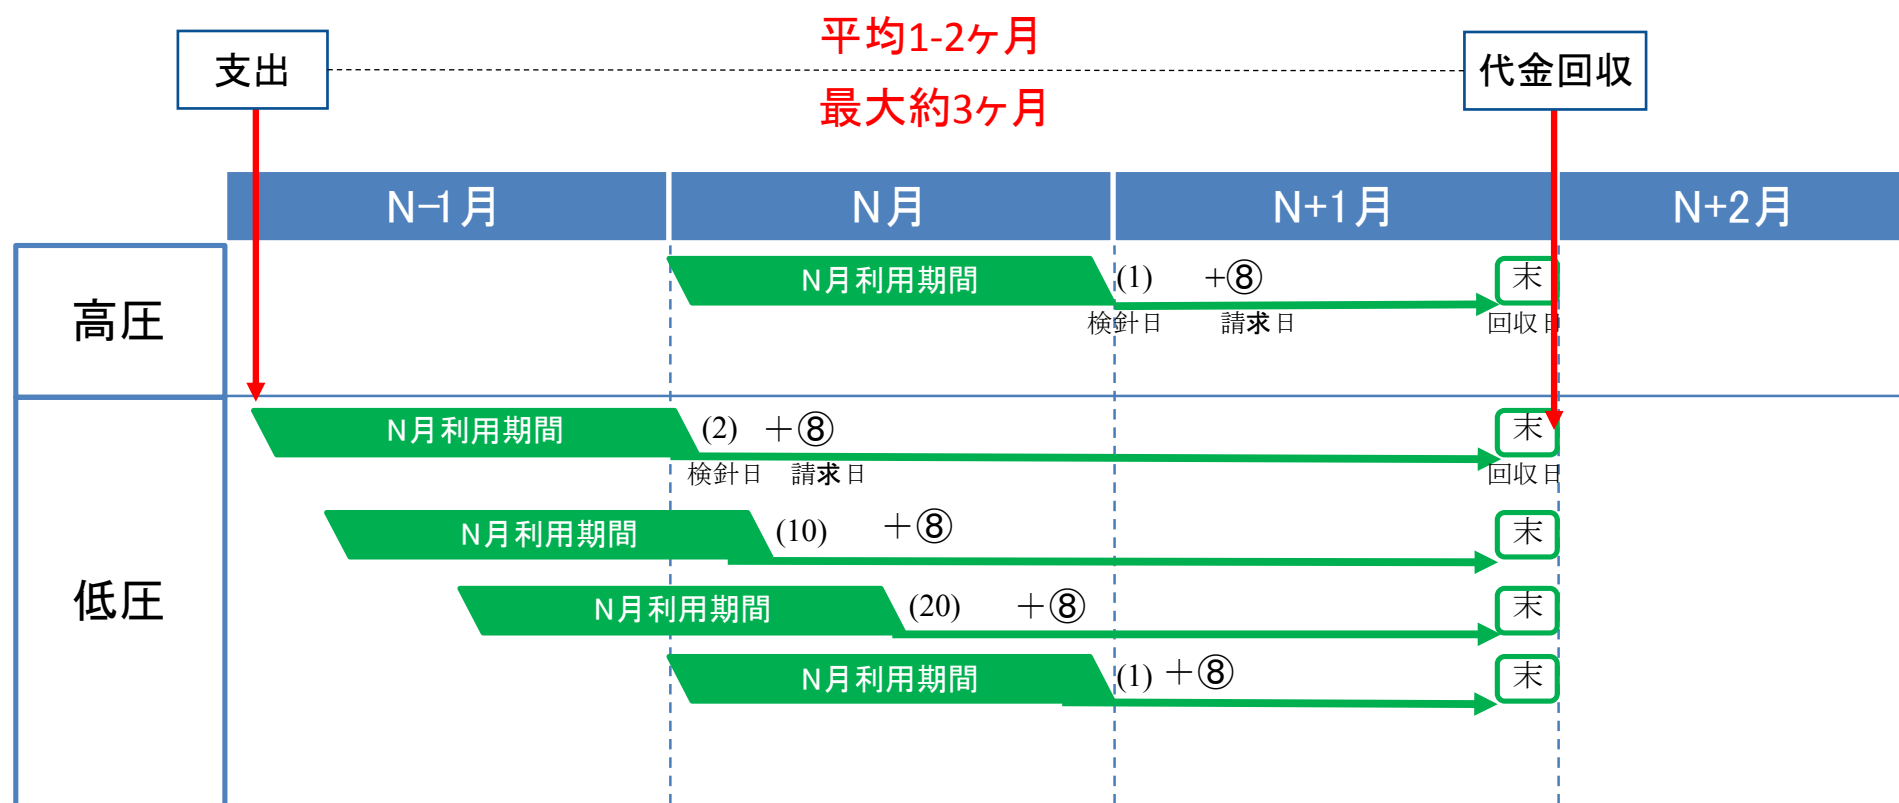 平均1-2ヶ月
支出
代金回収
最大約3ヶ月
N-1月
N月
N+1月
N+2月
高圧
N月利用期間
(1)
+⑧
末
検針日
請求日
回収日
低圧
N月利用期間
(2)
+⑧
末
検針日
請求日
回収日
N月利用期間
(10)
+⑧
末
N月利用期間
(20)
+⑧
末
N月利用期間
(1)
+⑧
末